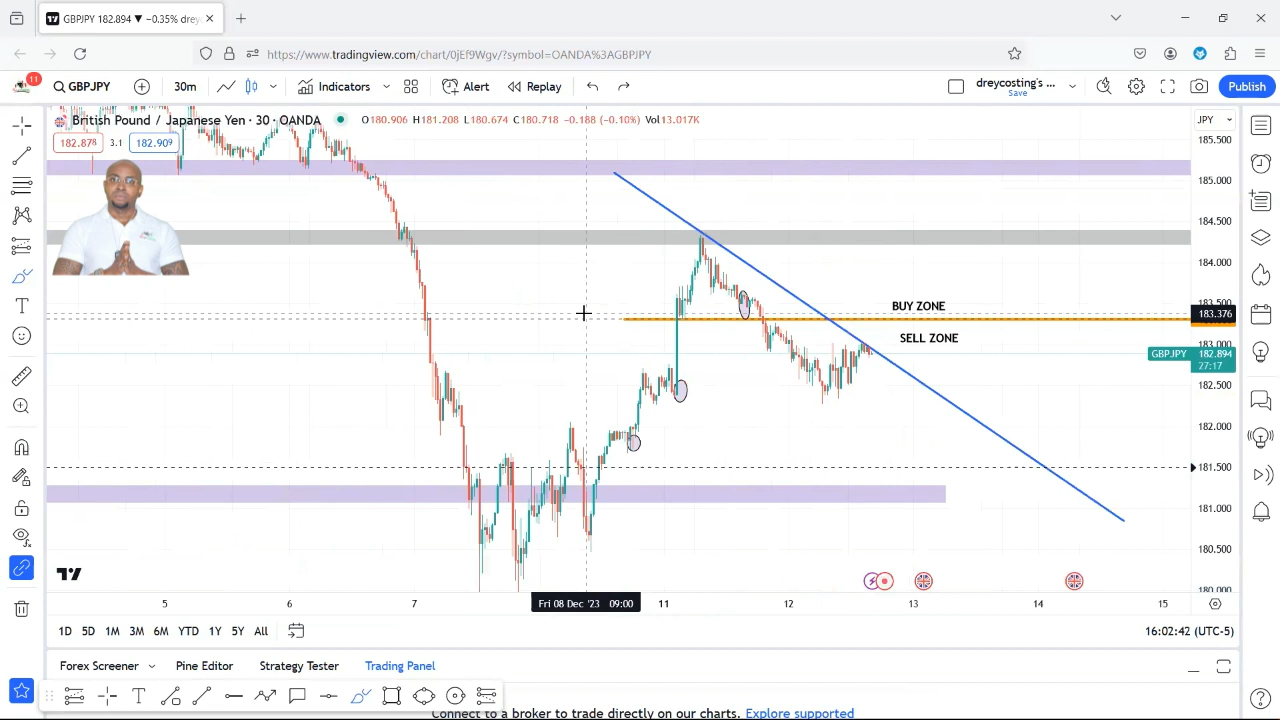 GBPJPY 182.894 ▼ −0.35% drey
https://www.tradingview.com/chart/0jEf9Wgv/?symbol=OANDA%3AGBPJPY
11
GBPJPY
30m
Indicators
Alert
Replay
dreycosting's ...
Save
Publish
British Pound / Japanese Yen · 30 · OANDA
O180.906 H181.208 L180.674 C180.718 −0.188 (−0.10%) Vol13.017K
JPY
182.878
3.1
182.909
185.500
185.000
184.500
184.000
183.500
BUY ZONE
183.376
SELL ZONE
183.000
GBPJPY
182.894
27:17
182.500
182.000
181.500
181.000
180.500
180.000
5
6
7
Fri 08 Dec '23 09:00
11
12
13
14
15
1D
5D
1M
3M
6M
YTD
1Y
5Y
All
16:02:42 (UTC-5)
Forex Screener
Pine Editor
Strategy Tester
Trading Panel
Connect to a broker to trade directly on our charts. Explore supported